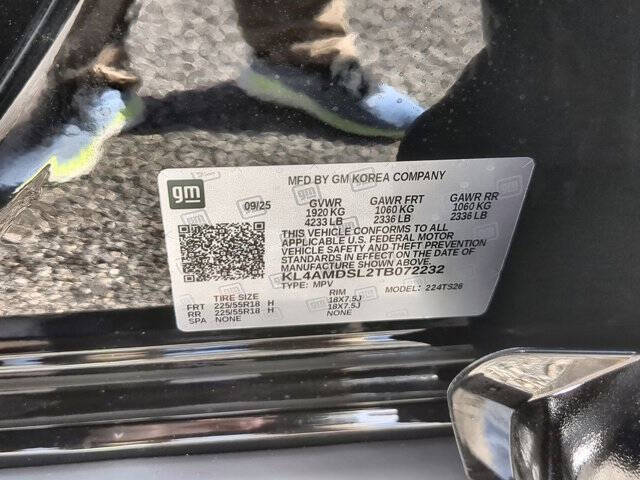 gm
MFD BY GM KOREA COMPANY
09/25 GVWR GAWR FRT GAWR RR
1920 KG 1060 KG 1060 KG
4233 LB 2336 LB 2336 LB
THIS VEHICLE CONFORMS TO ALL
APPLICABLE U.S. FEDERAL MOTOR
VEHICLE SAFETY AND THEFT PREVENTION
STANDARDS IN EFFECT ON THE DATE OF
MANUFACTURE SHOWN ABOVE.
KL4AMDSL2TB072232
TYPE: MPV MODEL: 224TS26
TIRE SIZE RIM
FRT 225/55R18 H 18X7.5J
RR 225/55R18 H 18X7.5J
SPA NONE NONE